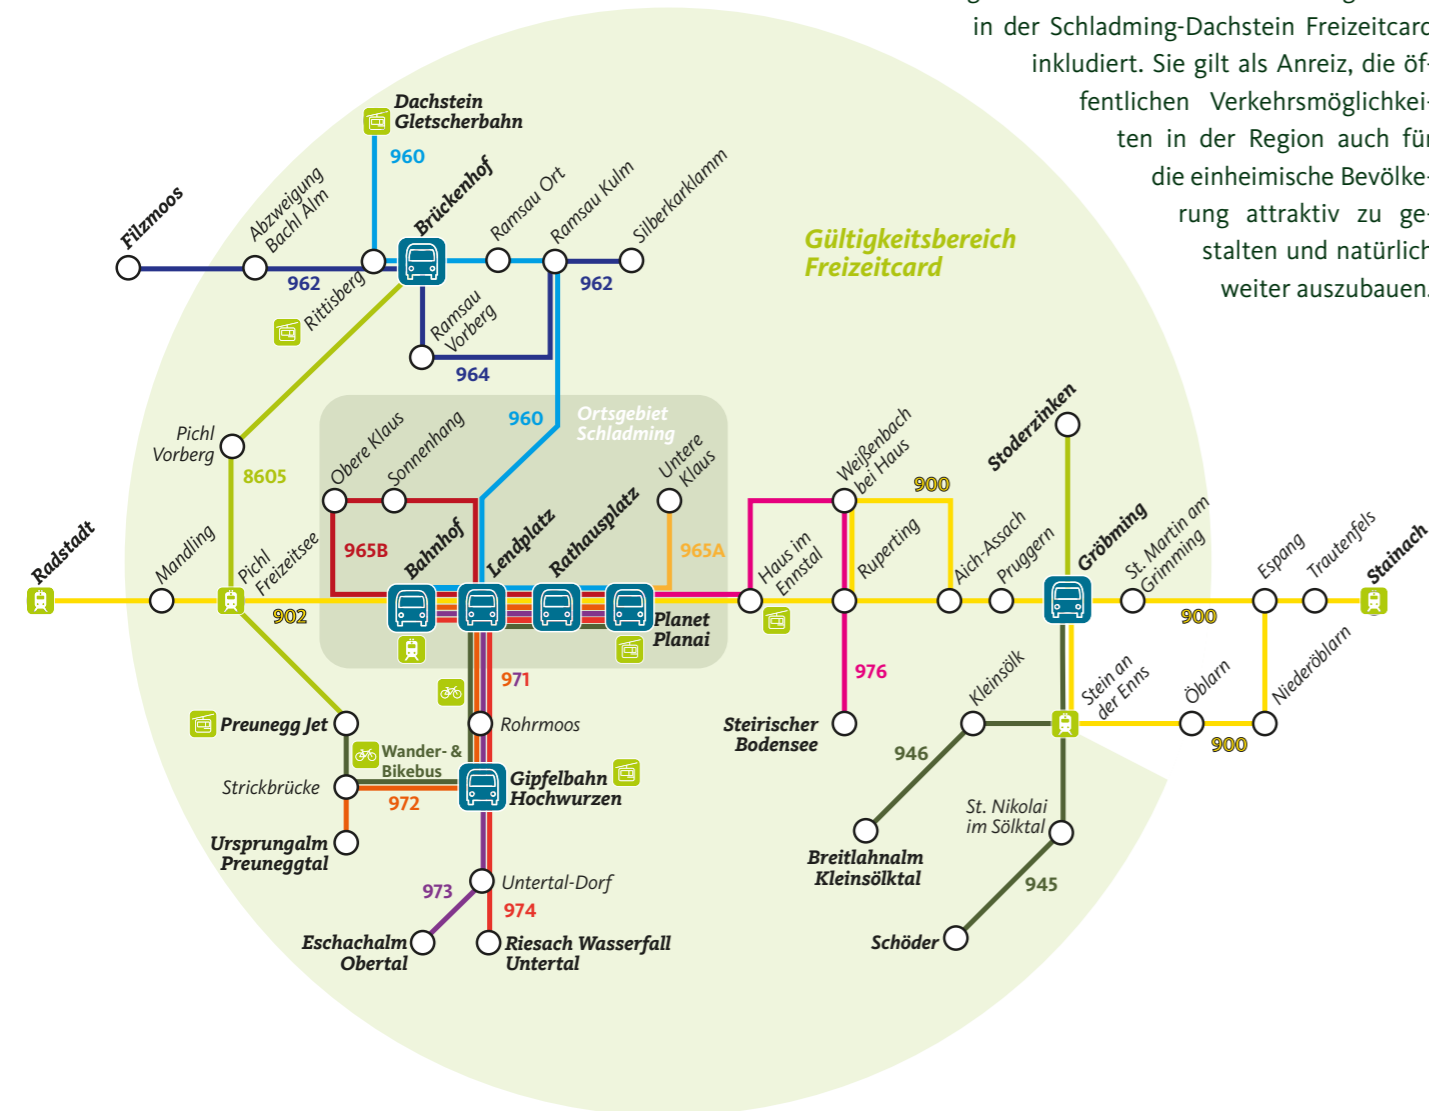 in der Schladming-Dachstein Freizeitcard
inkludiert. Sie gilt als Anreiz, die öf-
fentlichen Verkehrsmöglichkei-
ten in der Region auch für
die einheimische Bevölke-
rung attraktiv zu ge-
stalten und natürlich
weiter auszubauen.
Gültigkeitsbereich
Freizeitcard
Dachstein
Gletscherbahn
960
Filzmoos
Abzweigung
Bachl Alm
Brückenhof
Ramsau Ort
Ramsau Kulm
Silberkarklamm
962
Rittisberg
962
Ramsau
Vorberg
964
960
Ortsgebiet
Schladming
Pichl
Vorberg
8605
Obere Klaus
Sonnenhang
Untere
Klaus
Weißenbach
bei Haus
900
Stoderzinken
965B
Bahnhof
Lendplatz
Rathausplatz
965A
Radstadt
Mandling
Pichl
Freizeitsee
902
Planet
Planai
Haus im
Ennstal
Ruperting
Aich-Assach
Pruggern
Gröbming
St. Martin am
Grimming
900
Espang
Trautenfels
Stainach
971
Rohrmoos
976
Steirischer
Bodensee
Kleinsölk
Stein an
der Enns
Öblarn
Niederöblarn
900
Preunegg Jet
Wander- &
Bikebus
Strickbrücke
972
Gipfelbahn
Hochwurzen
Ursprungalm
Preuneggtal
946
St. Nikolai
im Sölktal
Breitlahnalm
Kleinsölktal
945
Schöder
973
Untertal-Dorf
974
Eschachalm
Obertal
Riesach Wasserfall
Untertal